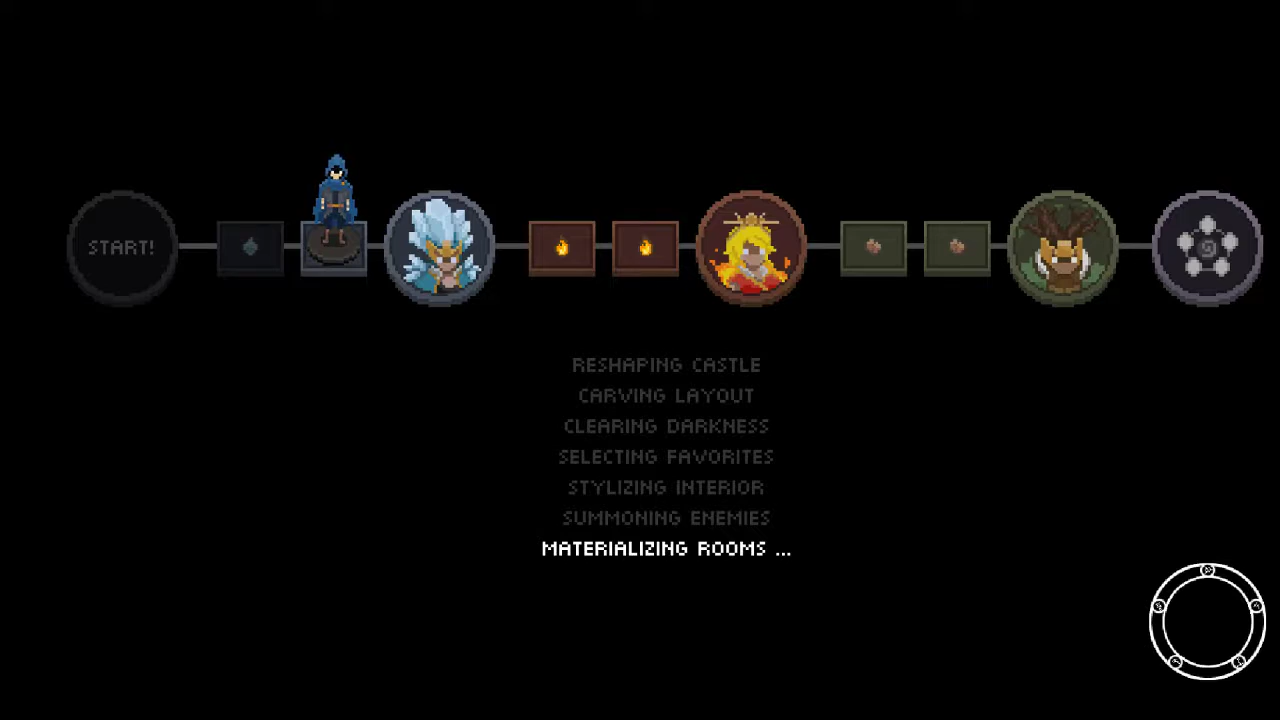 START!
RESHAPING CASTLE
CARVING LAYOUT
CLEARING DARKNESS
SELECTING FAVORITES
STYLIZING INTERIOR
SUMMONING ENEMIES
MATERIALIZING ROOMS ...